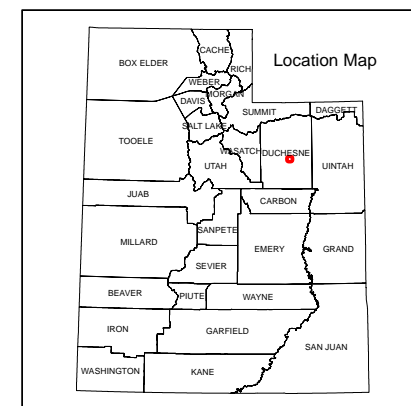 Location Map
CACHE
BOX ELDER
RICH
WEBER
MORGAN
DAVIS
SUMMIT
DAGGETT
SALT LAKE
TOOELE
WASATCH
DUCHESNE
UTAH
UINTAH
JUAB
CARBON
SANPETE
MILLARD
EMERY
GRAND
SEVIER
BEAVER
PIUTE
WAYNE
IRON
GARFIELD
SAN JUAN
WASHINGTON
KANE